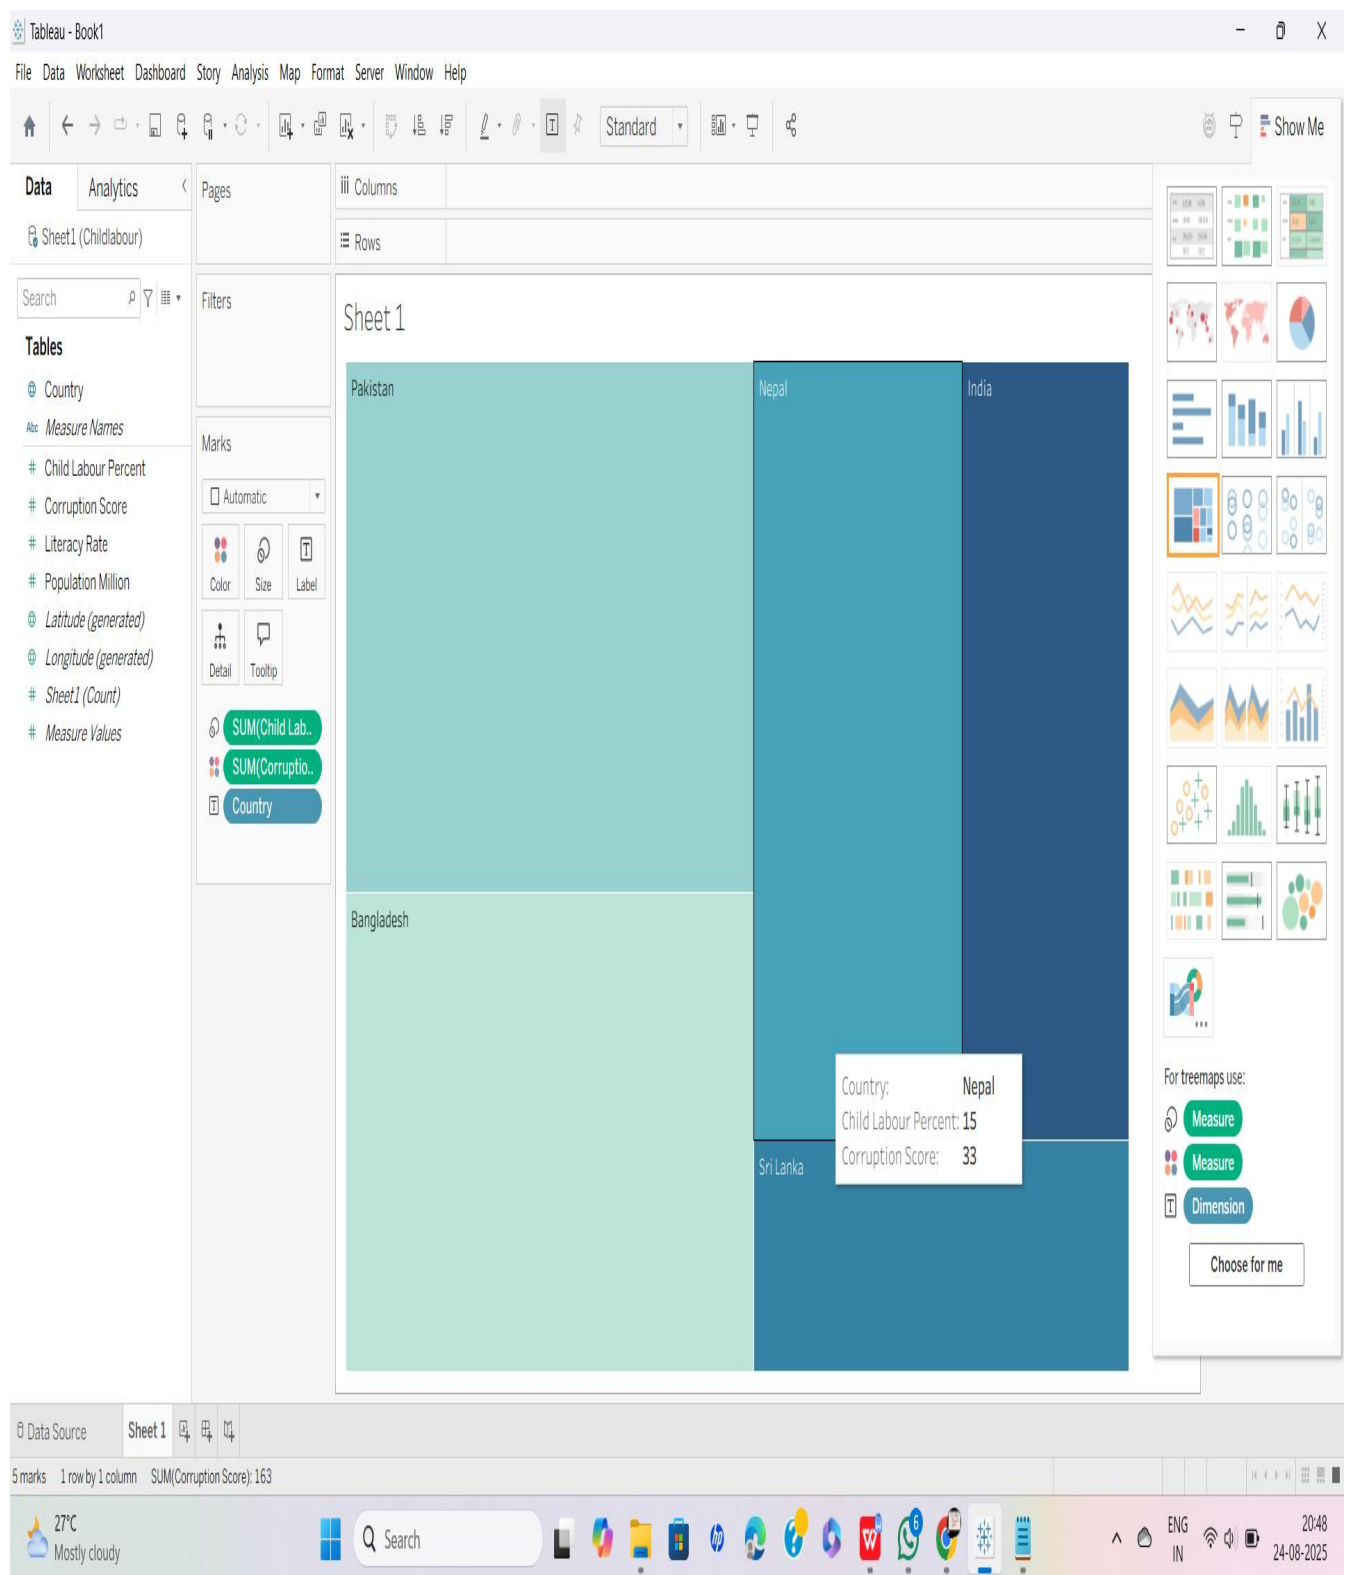 Tableau - Book1
File Data Worksheet Dashboard Story Analysis Map Format Server Window Help
Standard
Show Me
Data Analytics
Pages
Columns
Sheet1 (Childlabour)
Rows
Search
Filters
Sheet 1
Tables
Country
Abc Measure Names
Child Labour Percent
Corruption Score
Literacy Rate
Population Million
Latitude (generated)
Longitude (generated)
Sheet1 (Count)
Measure Values
Marks
Automatic
Color Size Label
Detail Tooltip
SUM(Child Lab..
SUM(Corruptio..
Country
Pakistan
Nepal
India
Bangladesh
Sri Lanka
Country: Nepal
Child Labour Percent: 15
Corruption Score: 33
For treemaps use:
Measure
Measure
Dimension
Choose for me
Data Source Sheet 1
5 marks 1 row by 1 column SUM(Corruption Score): 163
27°C
Mostly cloudy
Search
6
ENG
IN
20:48
24-08-2025